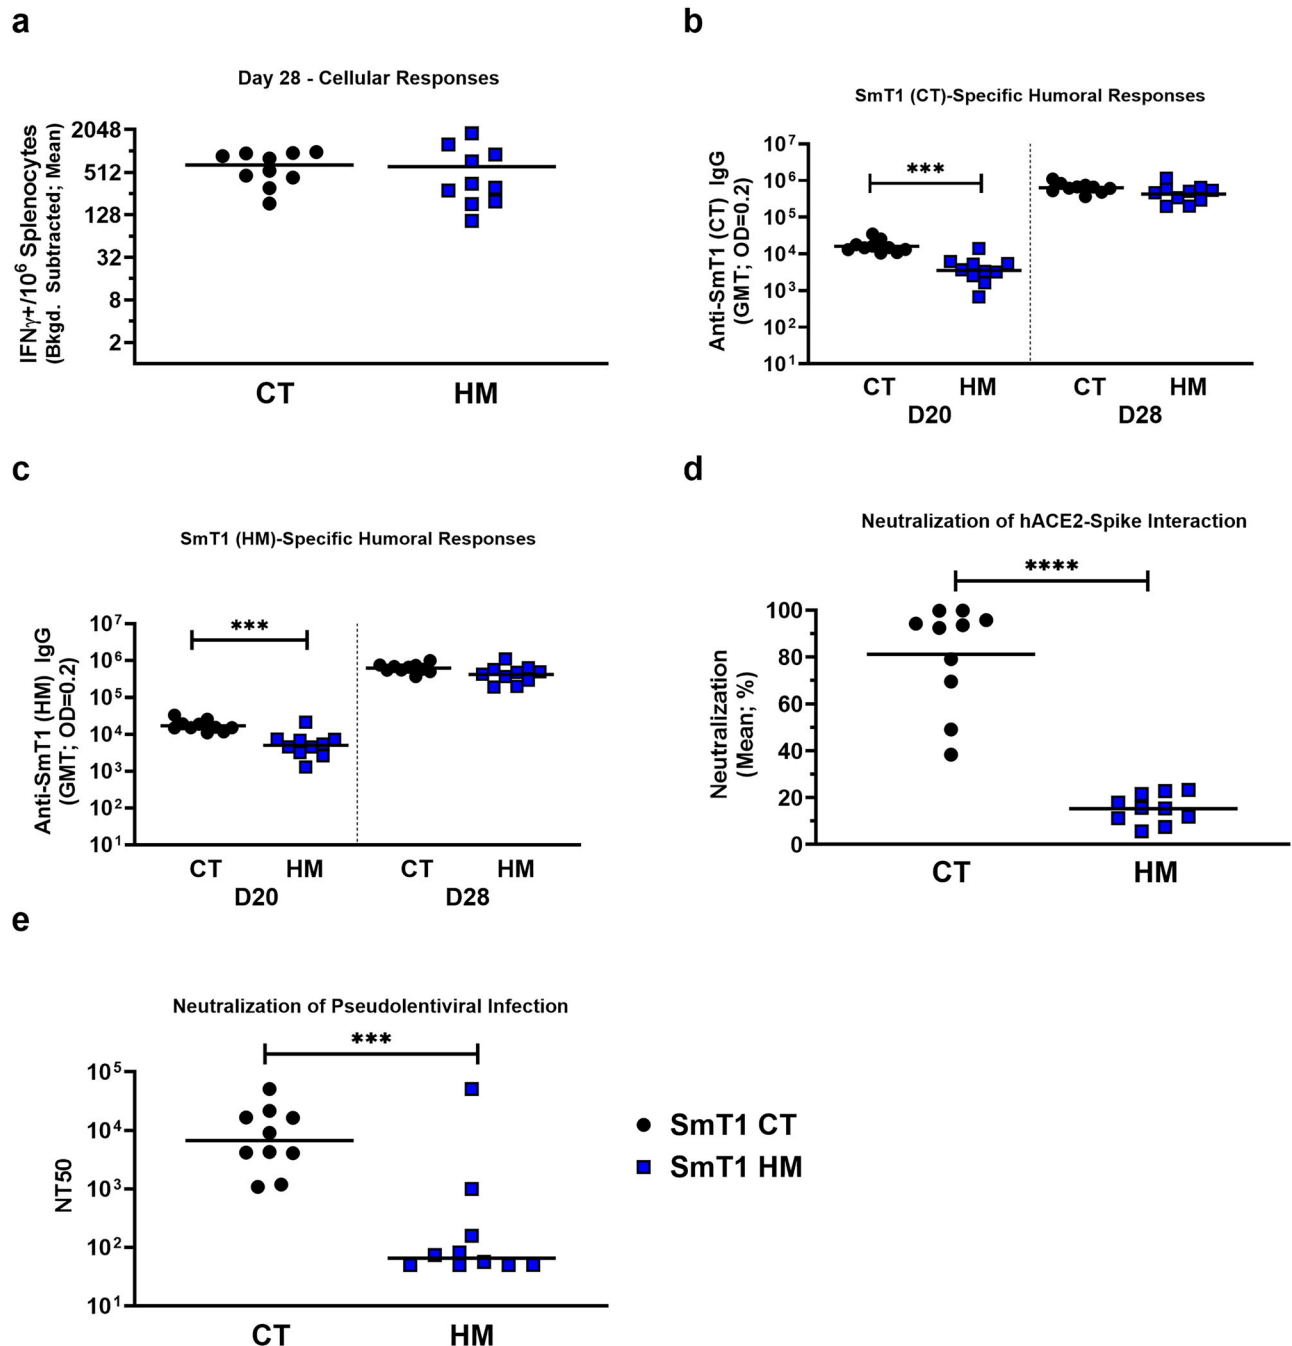 a
Day 28 - Cellular Responses
IFNγ+/10⁶ Splenocytes
(Bkgd. Subtracted; Mean)
2048
512
128
32
8
2
CT HM
b
SmT1 (CT)-Specific Humoral Responses
Anti-SmT1 (CT) IgG
(GMT; OD=0.2)
10⁷
10⁶
10⁵
10⁴
10³
10²
10¹
***
CT HM CT HM
D20 D28
c
SmT1 (HM)-Specific Humoral Responses
Anti-SmT1 (HM) IgG
(GMT; OD=0.2)
10⁷
10⁶
10⁵
10⁴
10³
10²
10¹
***
CT HM CT HM
D20 D28
d
Neutralization of hACE2-Spike Interaction
****
Neutralization
(Mean; %)
100
80
60
40
20
0
CT HM
e
Neutralization of Pseudolentiviral Infection
***
NT50
10⁵
10⁴
10³
10²
10¹
CT HM
SmT1 CT
SmT1 HM